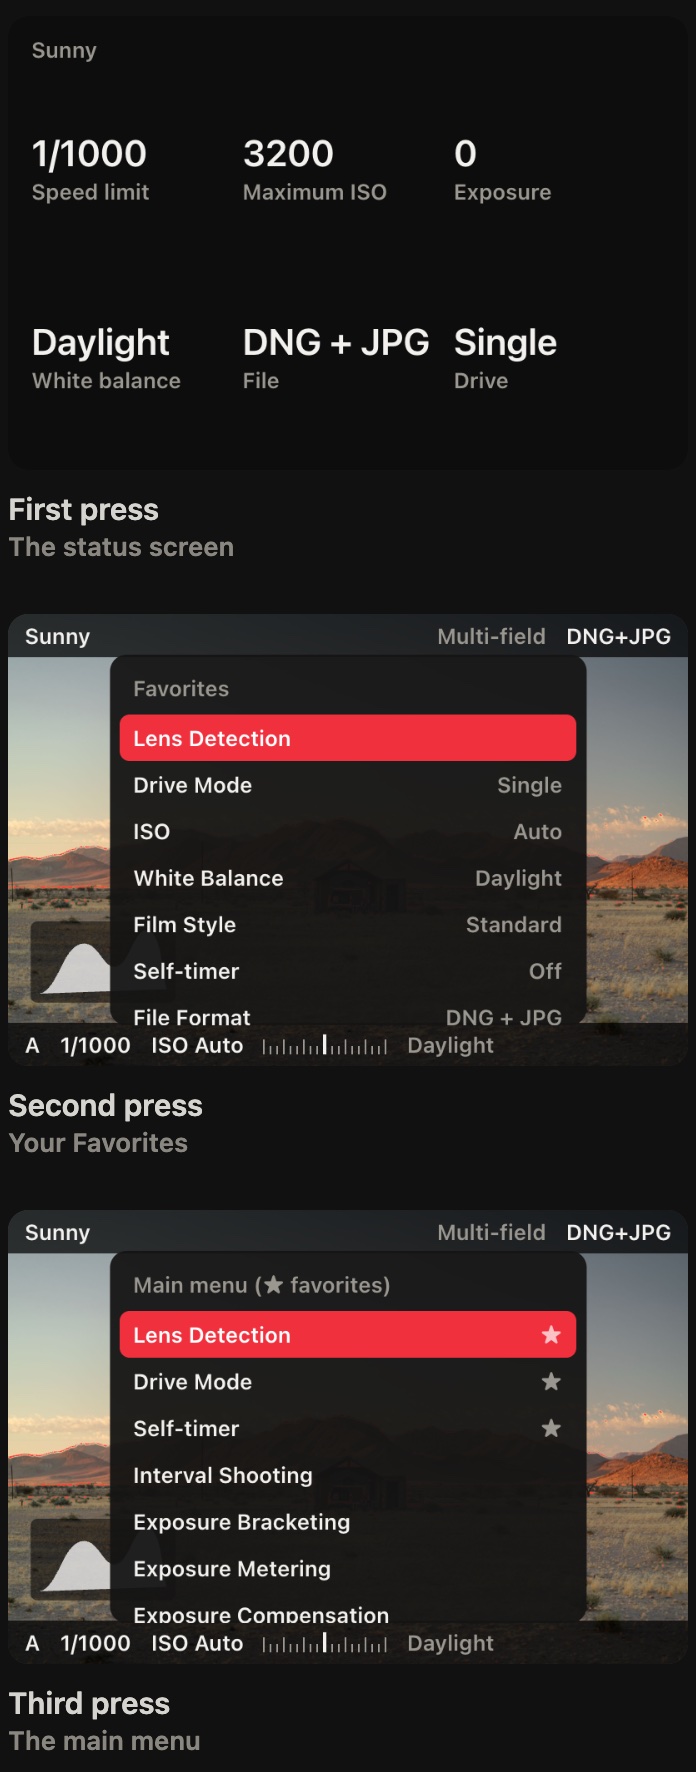 Sunny
1/1000 3200 0
Speed limit Maximum ISO Exposure
Daylight DNG + JPG Single
White balance File Drive
First press
The status screen
Sunny Multi-field DNG+JPG
Favorites
Lens Detection
Drive Mode Single
ISO Auto
White Balance Daylight
Film Style Standard
Self-timer Off
File Format DNG + JPG
A 1/1000 ISO Auto Daylight
Second press
Your Favorites
Sunny Multi-field DNG+JPG
Main menu (★ favorites)
Lens Detection ★
Drive Mode ★
Self-timer ★
Interval Shooting
Exposure Bracketing
Exposure Metering
Exposure Compensation
A 1/1000 ISO Auto Daylight
Third press
The main menu